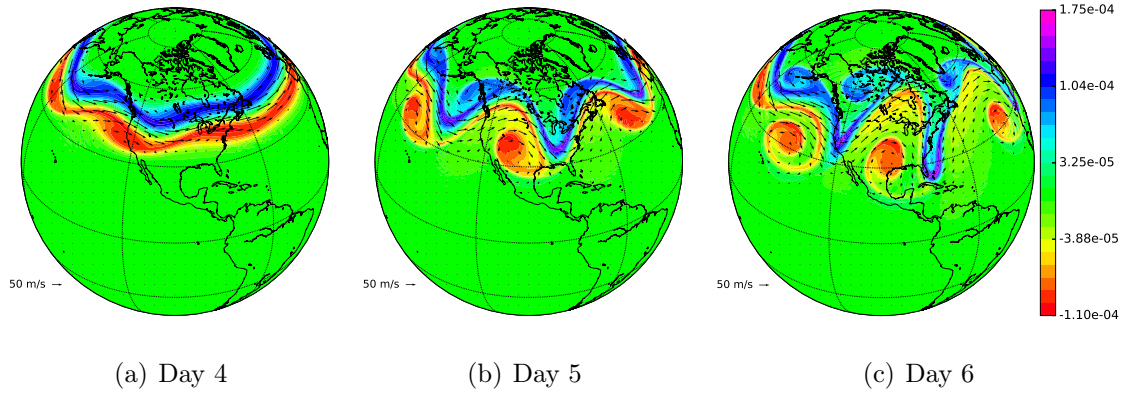 1.75e-04
1.04e-04
3.25e-05
-3.88e-05
-1.10e-04
50 m/s
50 m/s
50 m/s
(a) Day 4
(b) Day 5
(c) Day 6